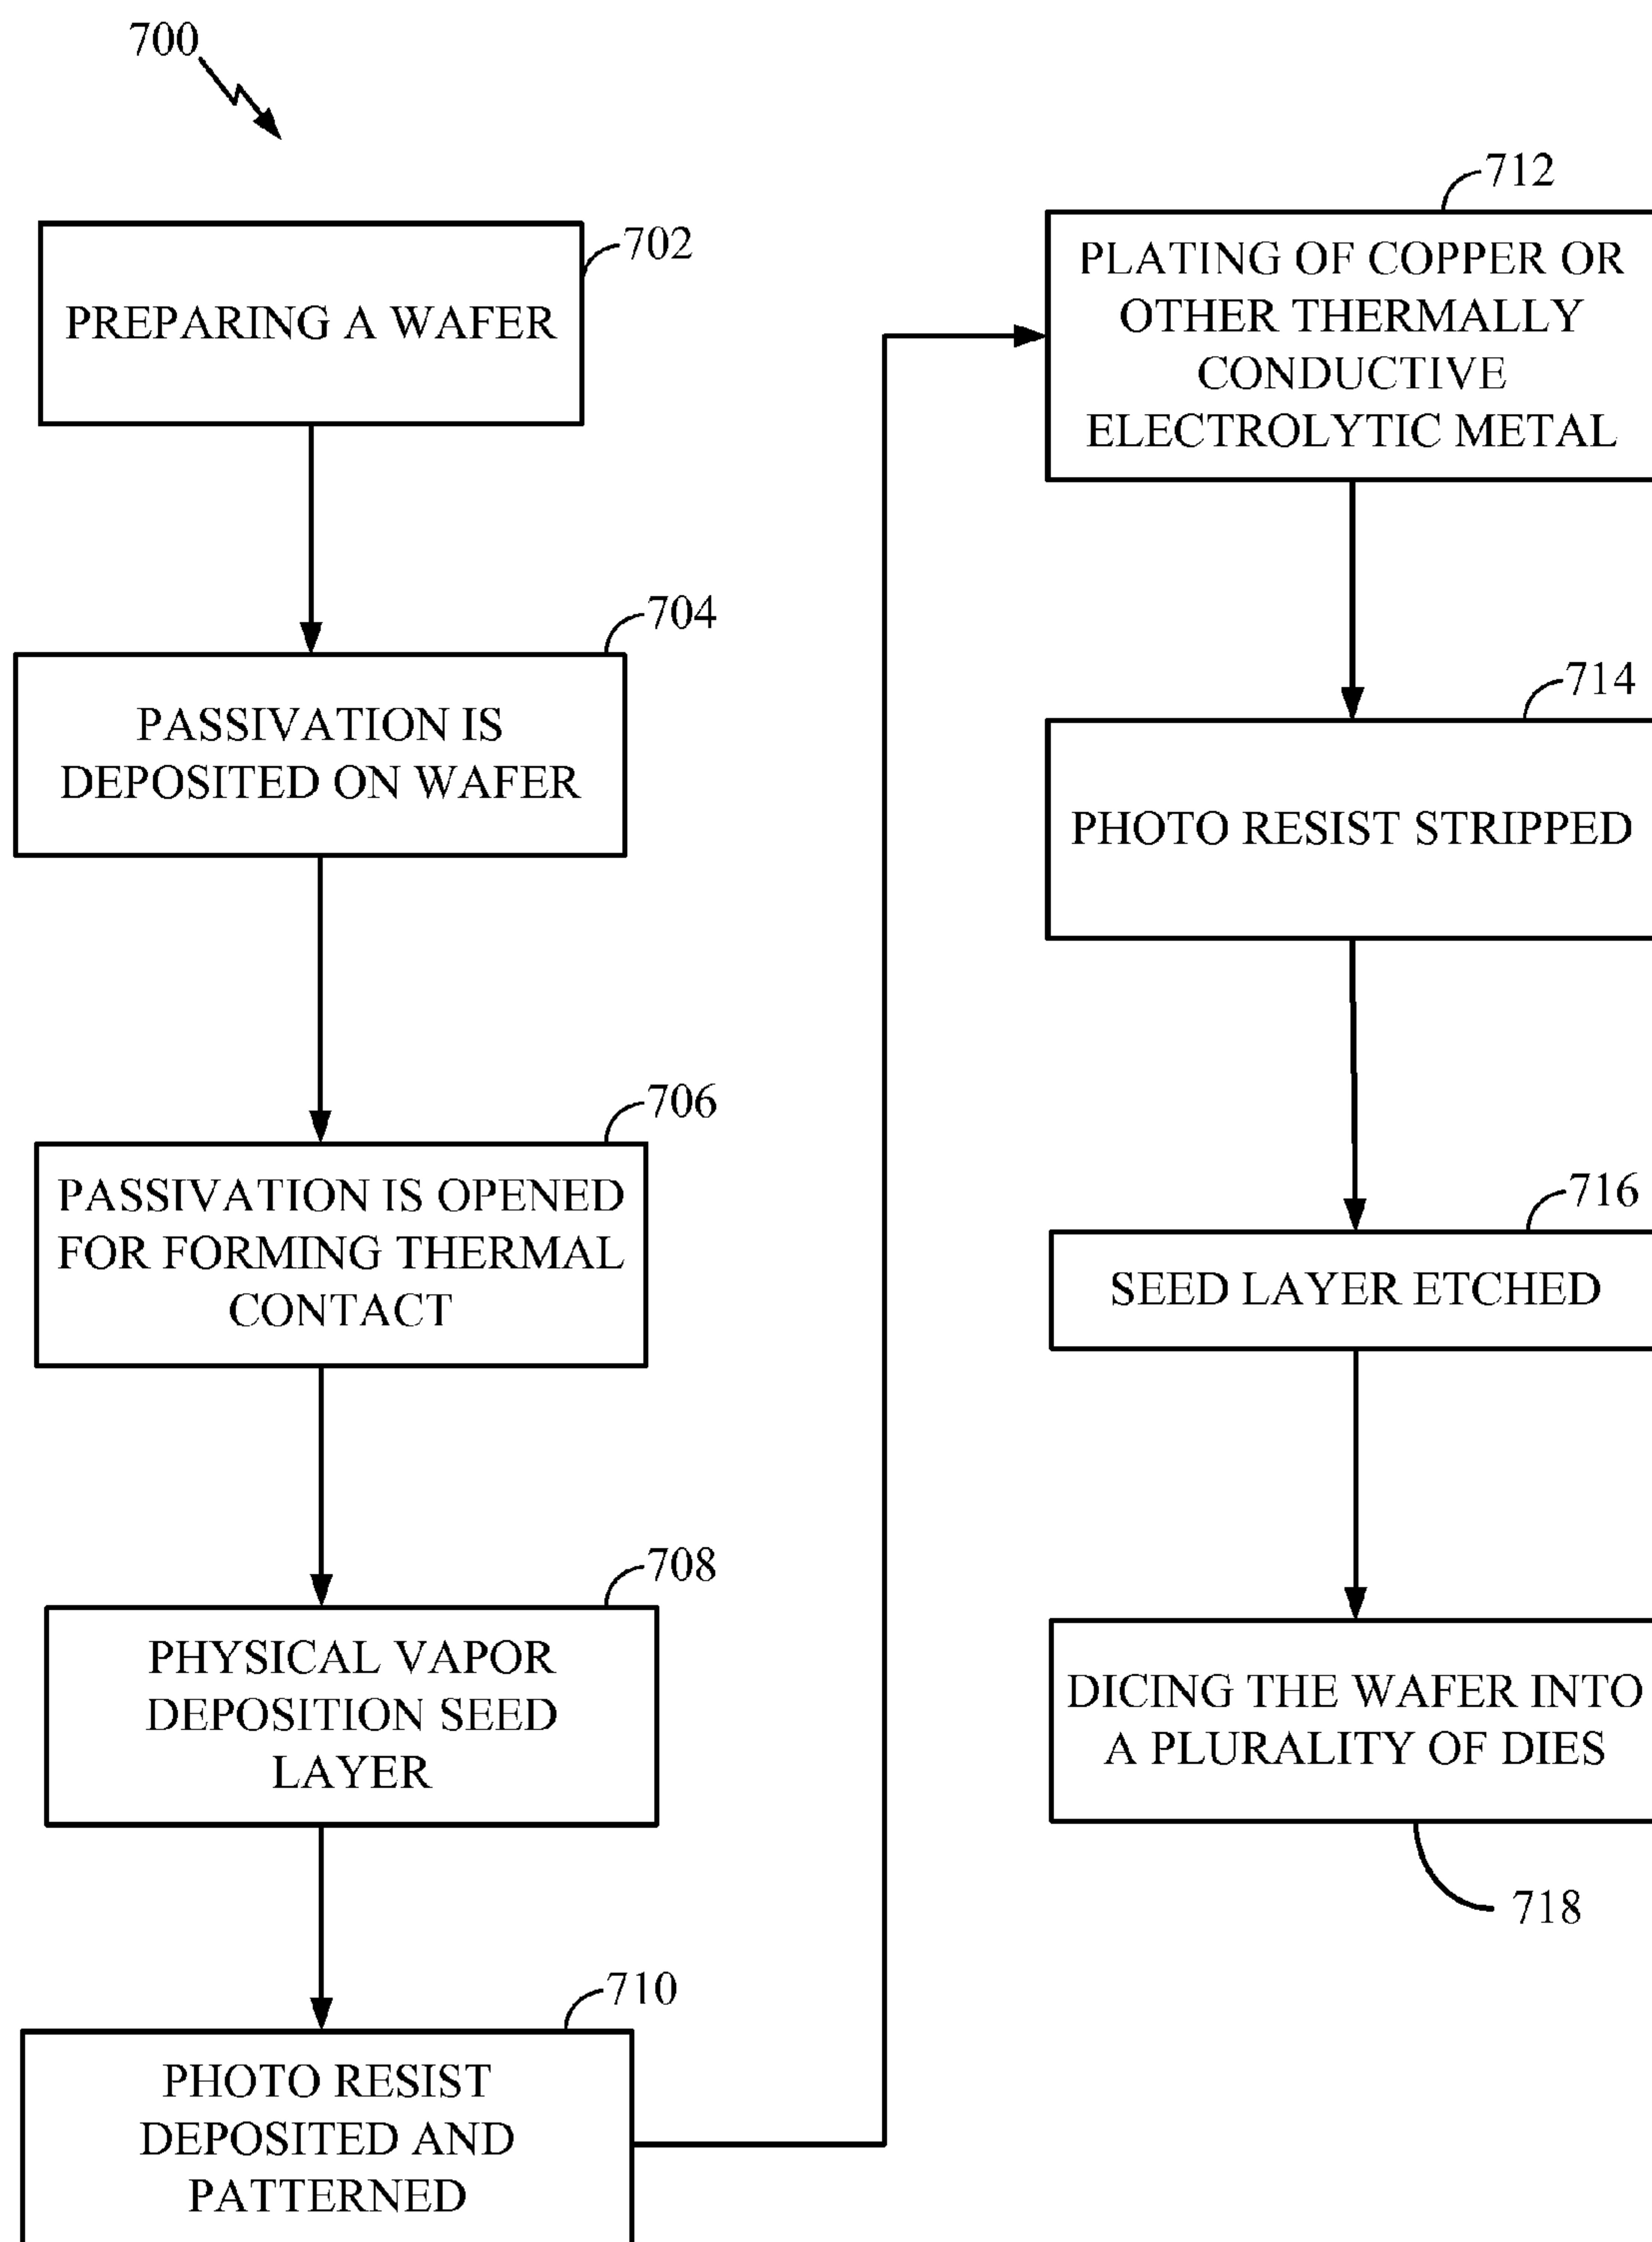 700
702
PREPARING A WAFER
704
PASSIVATION IS
DEPOSITED ON WAFER
706
PASSIVATION IS OPENED
FOR FORMING THERMAL
CONTACT
708
PHYSICAL VAPOR
DEPOSITION SEED
LAYER
710
PHOTO RESIST
DEPOSITED AND
PATTERNED
712
PLATING OF COPPER OR
OTHER THERMALLY
CONDUCTIVE
ELECTROLYTIC METAL
714
PHOTO RESIST STRIPPED
716
SEED LAYER ETCHED
DICING THE WAFER INTO
A PLURALITY OF DIES
718